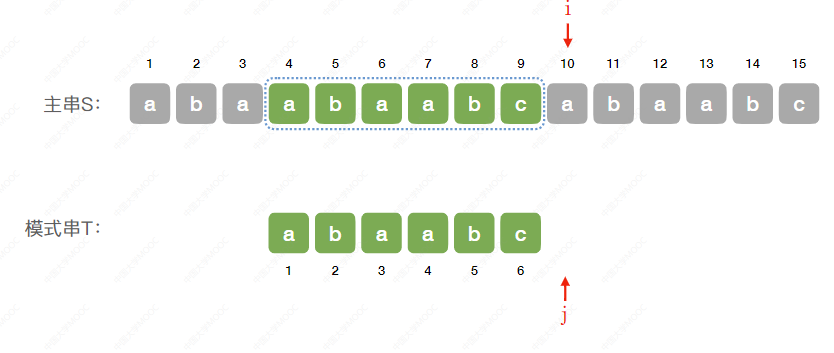 i
1 2 3 4 5 6 7 8 9 10 11 12 13 14 15
主串S： a b a a b a a b c a b a a b c
模式串T： a b a a b c
1 2 3 4 5 6
j